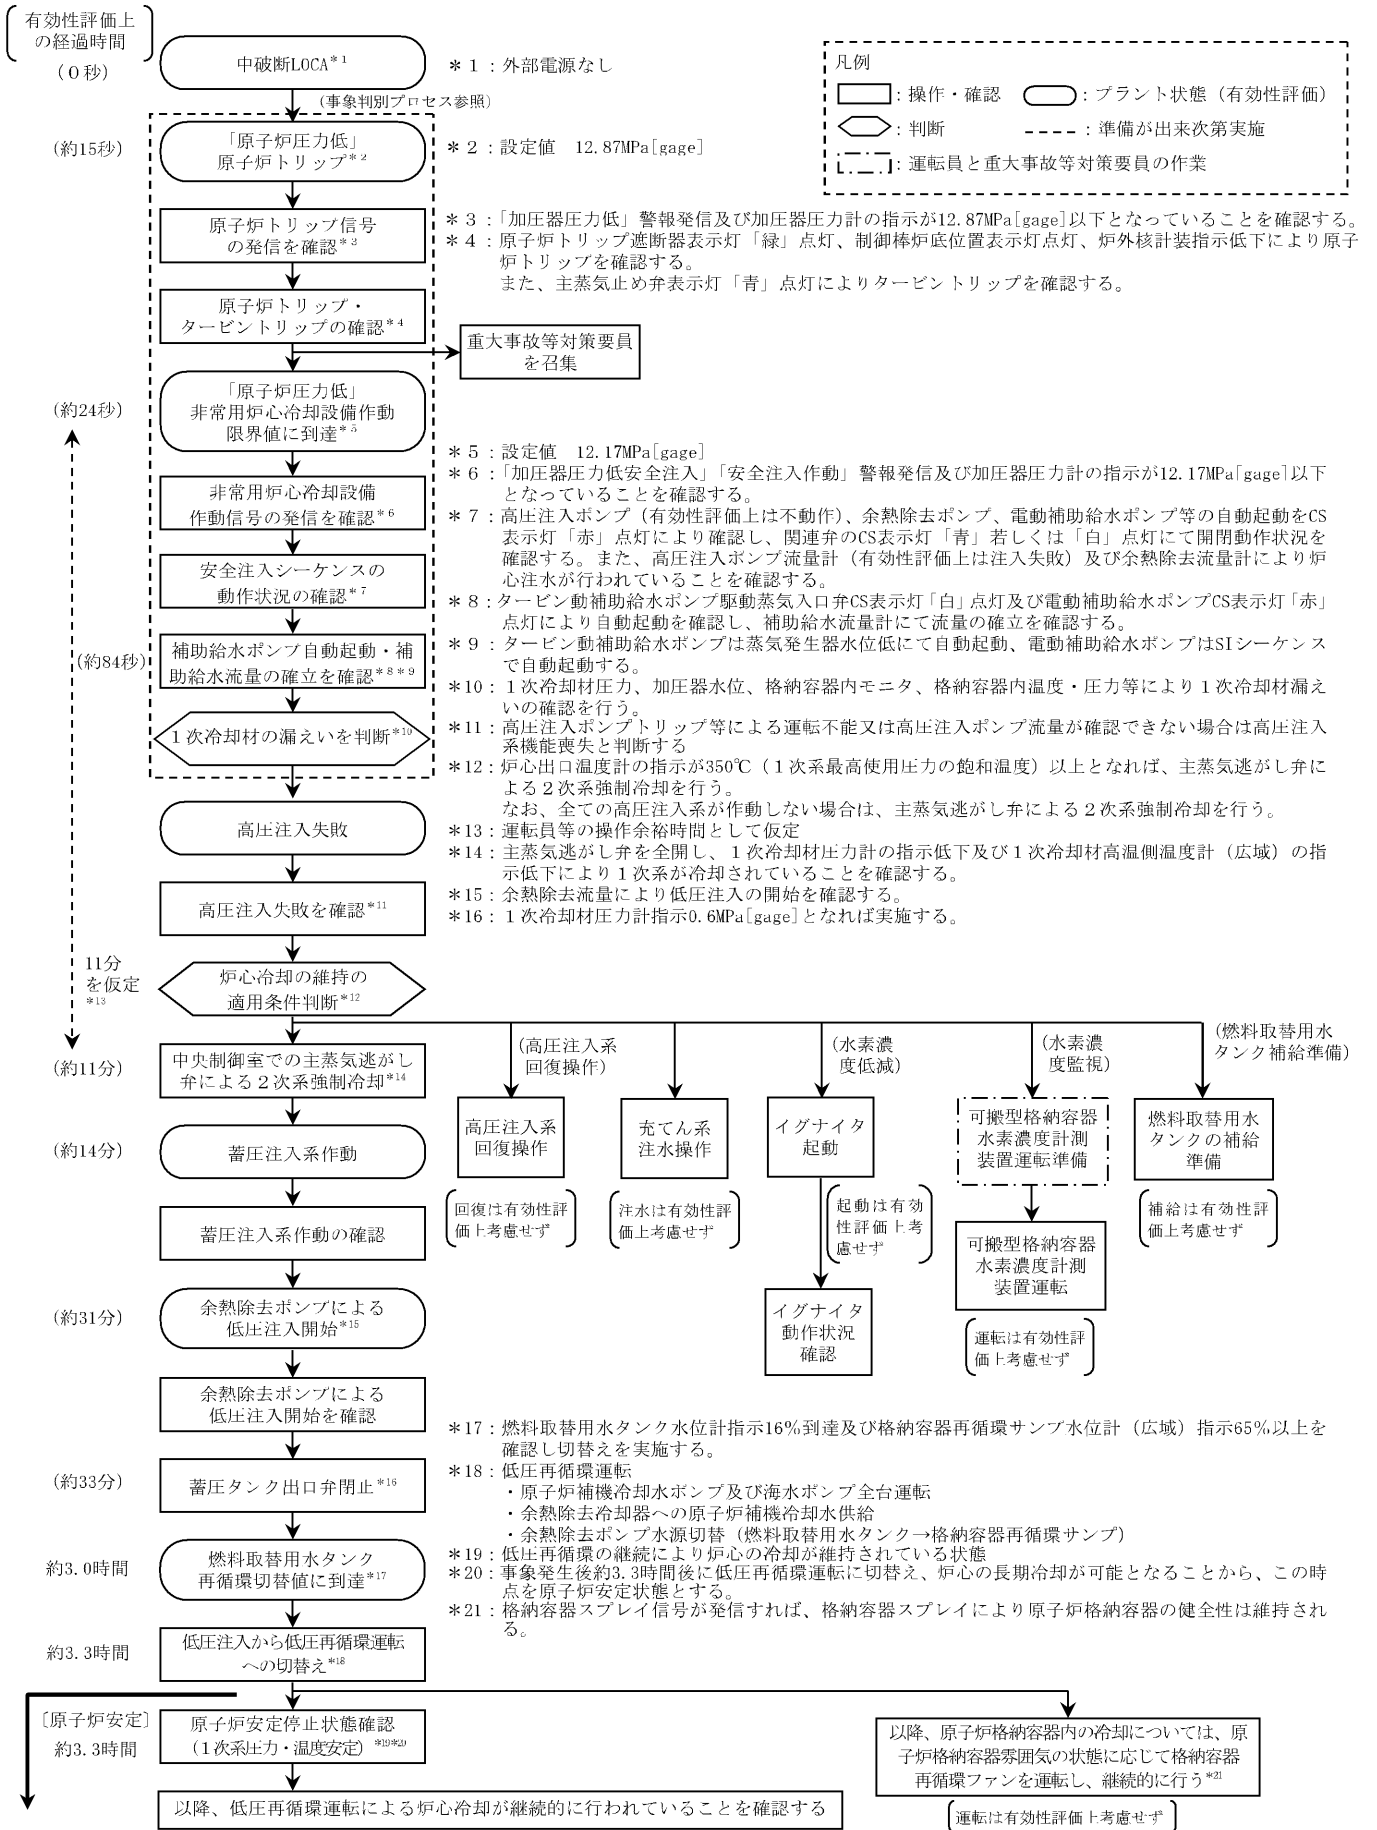 有効性評価上
の経過時間
(0秒)
中破断LOCA＊1
＊1：外部電源なし
(事象判別プロセス参照)
凡例
：操作・確認
：プラント状態（有効性評価）
：判断
：準備が出来次第実施
：運転員と重大事故等対策要員の作業
(約15秒)
「原子炉圧力低」
原子炉トリップ＊2
＊2：設定値　12.87MPa[gage]
原子炉トリップ信号
の発信を確認＊3
＊3：「加圧器圧力低」警報発信及び加圧器圧力計の指示が12.87MPa[gage]以下となっていることを確認する。
＊4：原子炉トリップ遮断器表示灯「緑」点灯、制御棒炉底位置表示灯点灯、炉外核計装指示低下により原子
炉トリップを確認する。
また、主蒸気止め弁表示灯「青」点灯によりタービントリップを確認する。
原子炉トリップ・
タービントリップの確認＊4
重大事故等対策要員
を召集
(約24秒)
「原子炉圧力低」
非常用炉心冷却設備作動
限界値に到達＊5
＊5：設定値　12.17MPa[gage]
＊6：「加圧器圧力低安全注入」「安全注入作動」警報発信及び加圧器圧力計の指示が12.17MPa[gage]以下
となっていることを確認する。
非常用炉心冷却設備
作動信号の発信を確認＊6
＊7：高圧注入ポンプ（有効性評価上は不動作）、余熱除去ポンプ、電動補助給水ポンプ等の自動起動をCS
表示灯「赤」点灯により確認し、関連弁のCS表示灯「青」若しくは「白」点灯にて開閉動作状況を
確認する。また、高圧注入ポンプ流量計（有効性評価上は注入失敗）及び余熱除去流量計により炉
心注水が行われていることを確認する。
安全注入シーケンスの
動作状況の確認＊7
＊8：タービン動補助給水ポンプ駆動蒸気入口弁CS表示灯「白」点灯及び電動補助給水ポンプCS表示灯「赤」
点灯により自動起動を確認し、補助給水流量計にて流量の確立を確認する。
(約84秒)
補助給水ポンプ自動起動・補
助給水流量の確立を確認＊8＊9
＊9：タービン動補助給水ポンプは蒸気発生器水位低にて自動起動、電動補助給水ポンプはSIシーケンス
で自動起動する。
＊10：1次冷却材圧力、加圧器水位、格納容器内モニタ、格納容器内温度・圧力等により1次冷却材漏え
いの確認を行う。
1次冷却材の漏えいを判断＊10
＊11：高圧注入ポンプトリップ等による運転不能又は高圧注入ポンプ流量が確認できない場合は高圧注入
系機能喪失と判断する
＊12：炉心出口温度計の指示が350℃（1次系最高使用圧力の飽和温度）以上となれば、主蒸気逃がし弁に
よる2次系強制冷却を行う。
なお、全ての高圧注入系が作動しない場合は、主蒸気逃がし弁による2次系強制冷却を行う。
高圧注入失敗
＊13：運転員等の操作余裕時間として仮定
＊14：主蒸気逃がし弁を全開し、1次冷却材圧力計の指示低下及び1次冷却材高温側温度計（広域）の指
示低下により1次系が冷却されていることを確認する。
＊15：余熱除去流量により低圧注入の開始を確認する。
＊16：1次冷却材圧力計指示0.6MPa[gage]となれば実施する。
高圧注入失敗を確認＊11
11分
を仮定
＊13
炉心冷却の維持の
適用条件判断＊12
(約11分)
中央制御室での主蒸気逃がし
弁による2次系強制冷却＊14
(高圧注入系
回復操作)
(水素濃
度低減)
(水素濃
度監視)
(燃料取替用水
タンク補給準備)
高圧注入系
回復操作
充てん系
注水操作
イグナイタ
起動
可搬型格納容器
水素濃度計測
装置運転準備
燃料取替用水
タンクの補給
準備
(約14分)
蓄圧注入系作動
回復は有効性評
価上考慮せず
注水は有効性評
価上考慮せず
起動は有効
性評価上考
慮せず
補給は有効性評
価上考慮せず
蓄圧注入系作動の確認
可搬型格納容器
水素濃度計測
装置運転
(約31分)
余熱除去ポンプによる
低圧注入開始＊15
イグナイタ
動作状況
確認
運転は有効性評
価上考慮せず
余熱除去ポンプによる
低圧注入開始を確認
＊17：燃料取替用水タンク水位計指示16％到達及び格納容器再循環サンプ水位計（広域）指示65％以上を
確認し切替えを実施する。
(約33分)
蓄圧タンク出口弁閉止＊16
＊18：低圧再循環運転
・原子炉補機冷却水ポンプ及び海水ポンプ全台運転
・余熱除去冷却器への原子炉補機冷却水供給
・余熱除去ポンプ水源切替（燃料取替用水タンク→格納容器再循環サンプ）
約3.0時間
燃料取替用水タンク
再循環切替値に到達＊17
＊19：低圧再循環の継続により炉心の冷却が維持されている状態
＊20：事象発生後約3.3時間後に低圧再循環運転に切替え、炉心の長期冷却が可能となることから、この時
点を原子炉安定状態とする。
＊21：格納容器スプレイ信号が発信すれば、格納容器スプレイにより原子炉格納容器の健全性は維持され
る。
約3.3時間
低圧注入から低圧再循環運転
への切替え＊18
〔原子炉安定〕
約3.3時間
原子炉安定停止状態確認
（1次系圧力・温度安定）＊19＊20
以降、原子炉格納容器内の冷却については、原
子炉格納容器雰囲気の状態に応じて格納容器
再循環ファンを運転し、継続的に行う＊21
以降、低圧再循環運転による炉心冷却が継続的に行われていることを確認する
運転は有効性評価上考慮せず